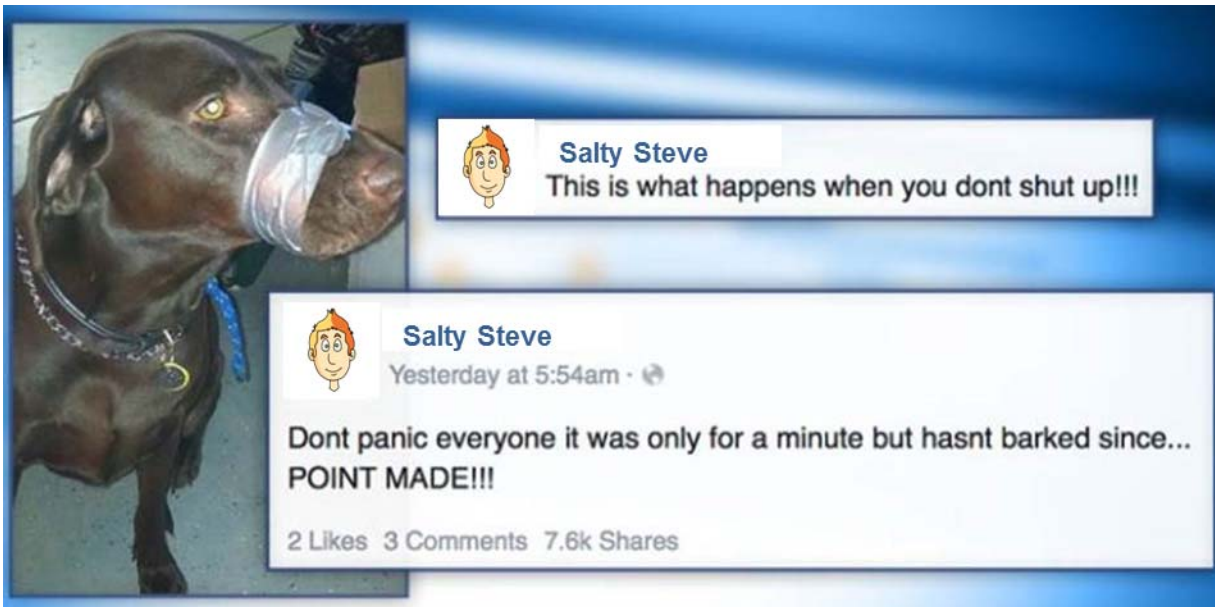 Salty Steve
This is what happens when you dont shut up!!!
Salty Steve
Yesterday at 5:54am ·
Dont panic everyone it was only for a minute but hasnt barked since...
POINT MADE!!!
2 Likes 3 Comments 7.6k Shares